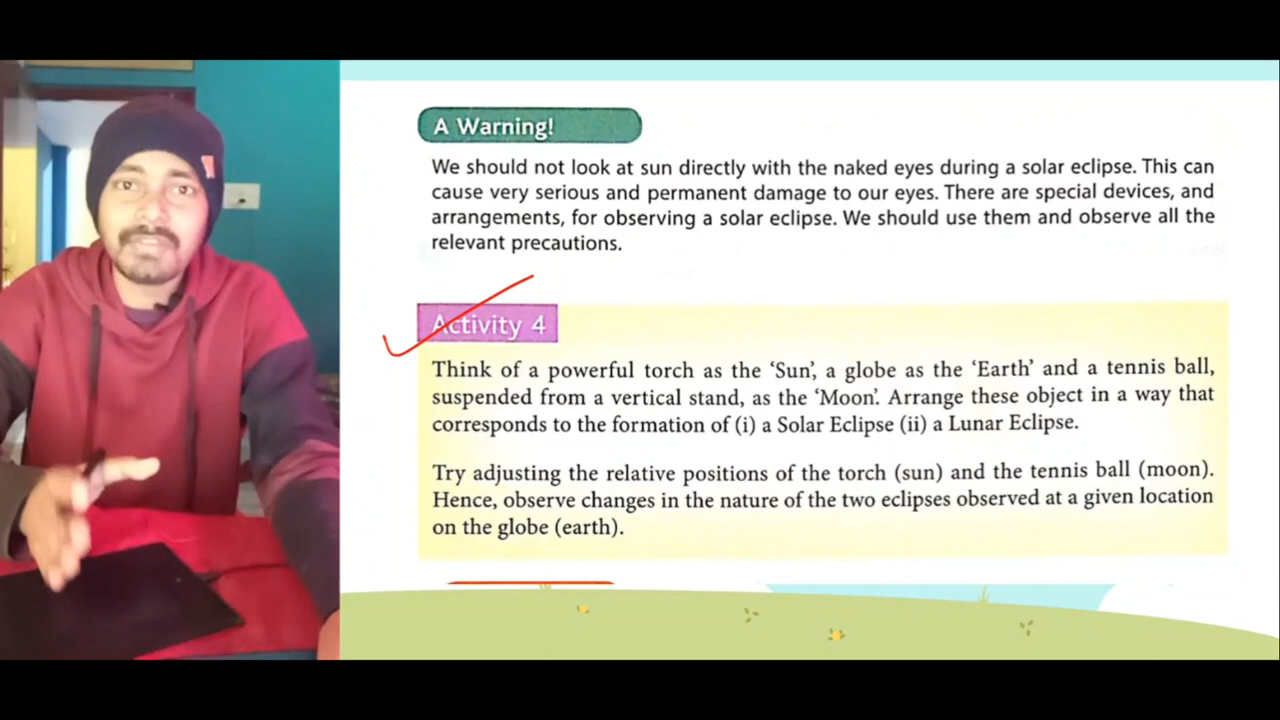 A Warning!
We should not look at sun directly with the naked eyes during a solar eclipse. This can
cause very serious and permanent damage to our eyes. There are special devices, and
arrangements, for observing a solar eclipse. We should use them and observe all the
relevant precautions.
Activity 4
Think of a powerful torch as the ‘Sun’, a globe as the ‘Earth’ and a tennis ball,
suspended from a vertical stand, as the ‘Moon’. Arrange these object in a way that
corresponds to the formation of (i) a Solar Eclipse (ii) a Lunar Eclipse.
Try adjusting the relative positions of the torch (sun) and the tennis ball (moon).
Hence, observe changes in the nature of the two eclipses observed at a given location
on the globe (earth).